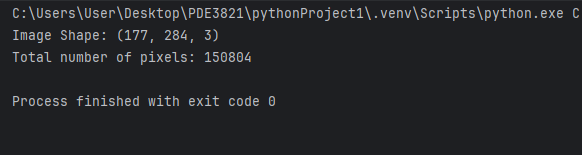 C:\Users\User\Desktop\PDE3821\pythonProject1\.venv\Scripts\python.exe C
Image Shape: (177, 284, 3)
Total number of pixels: 150804
Process finished with exit code 0